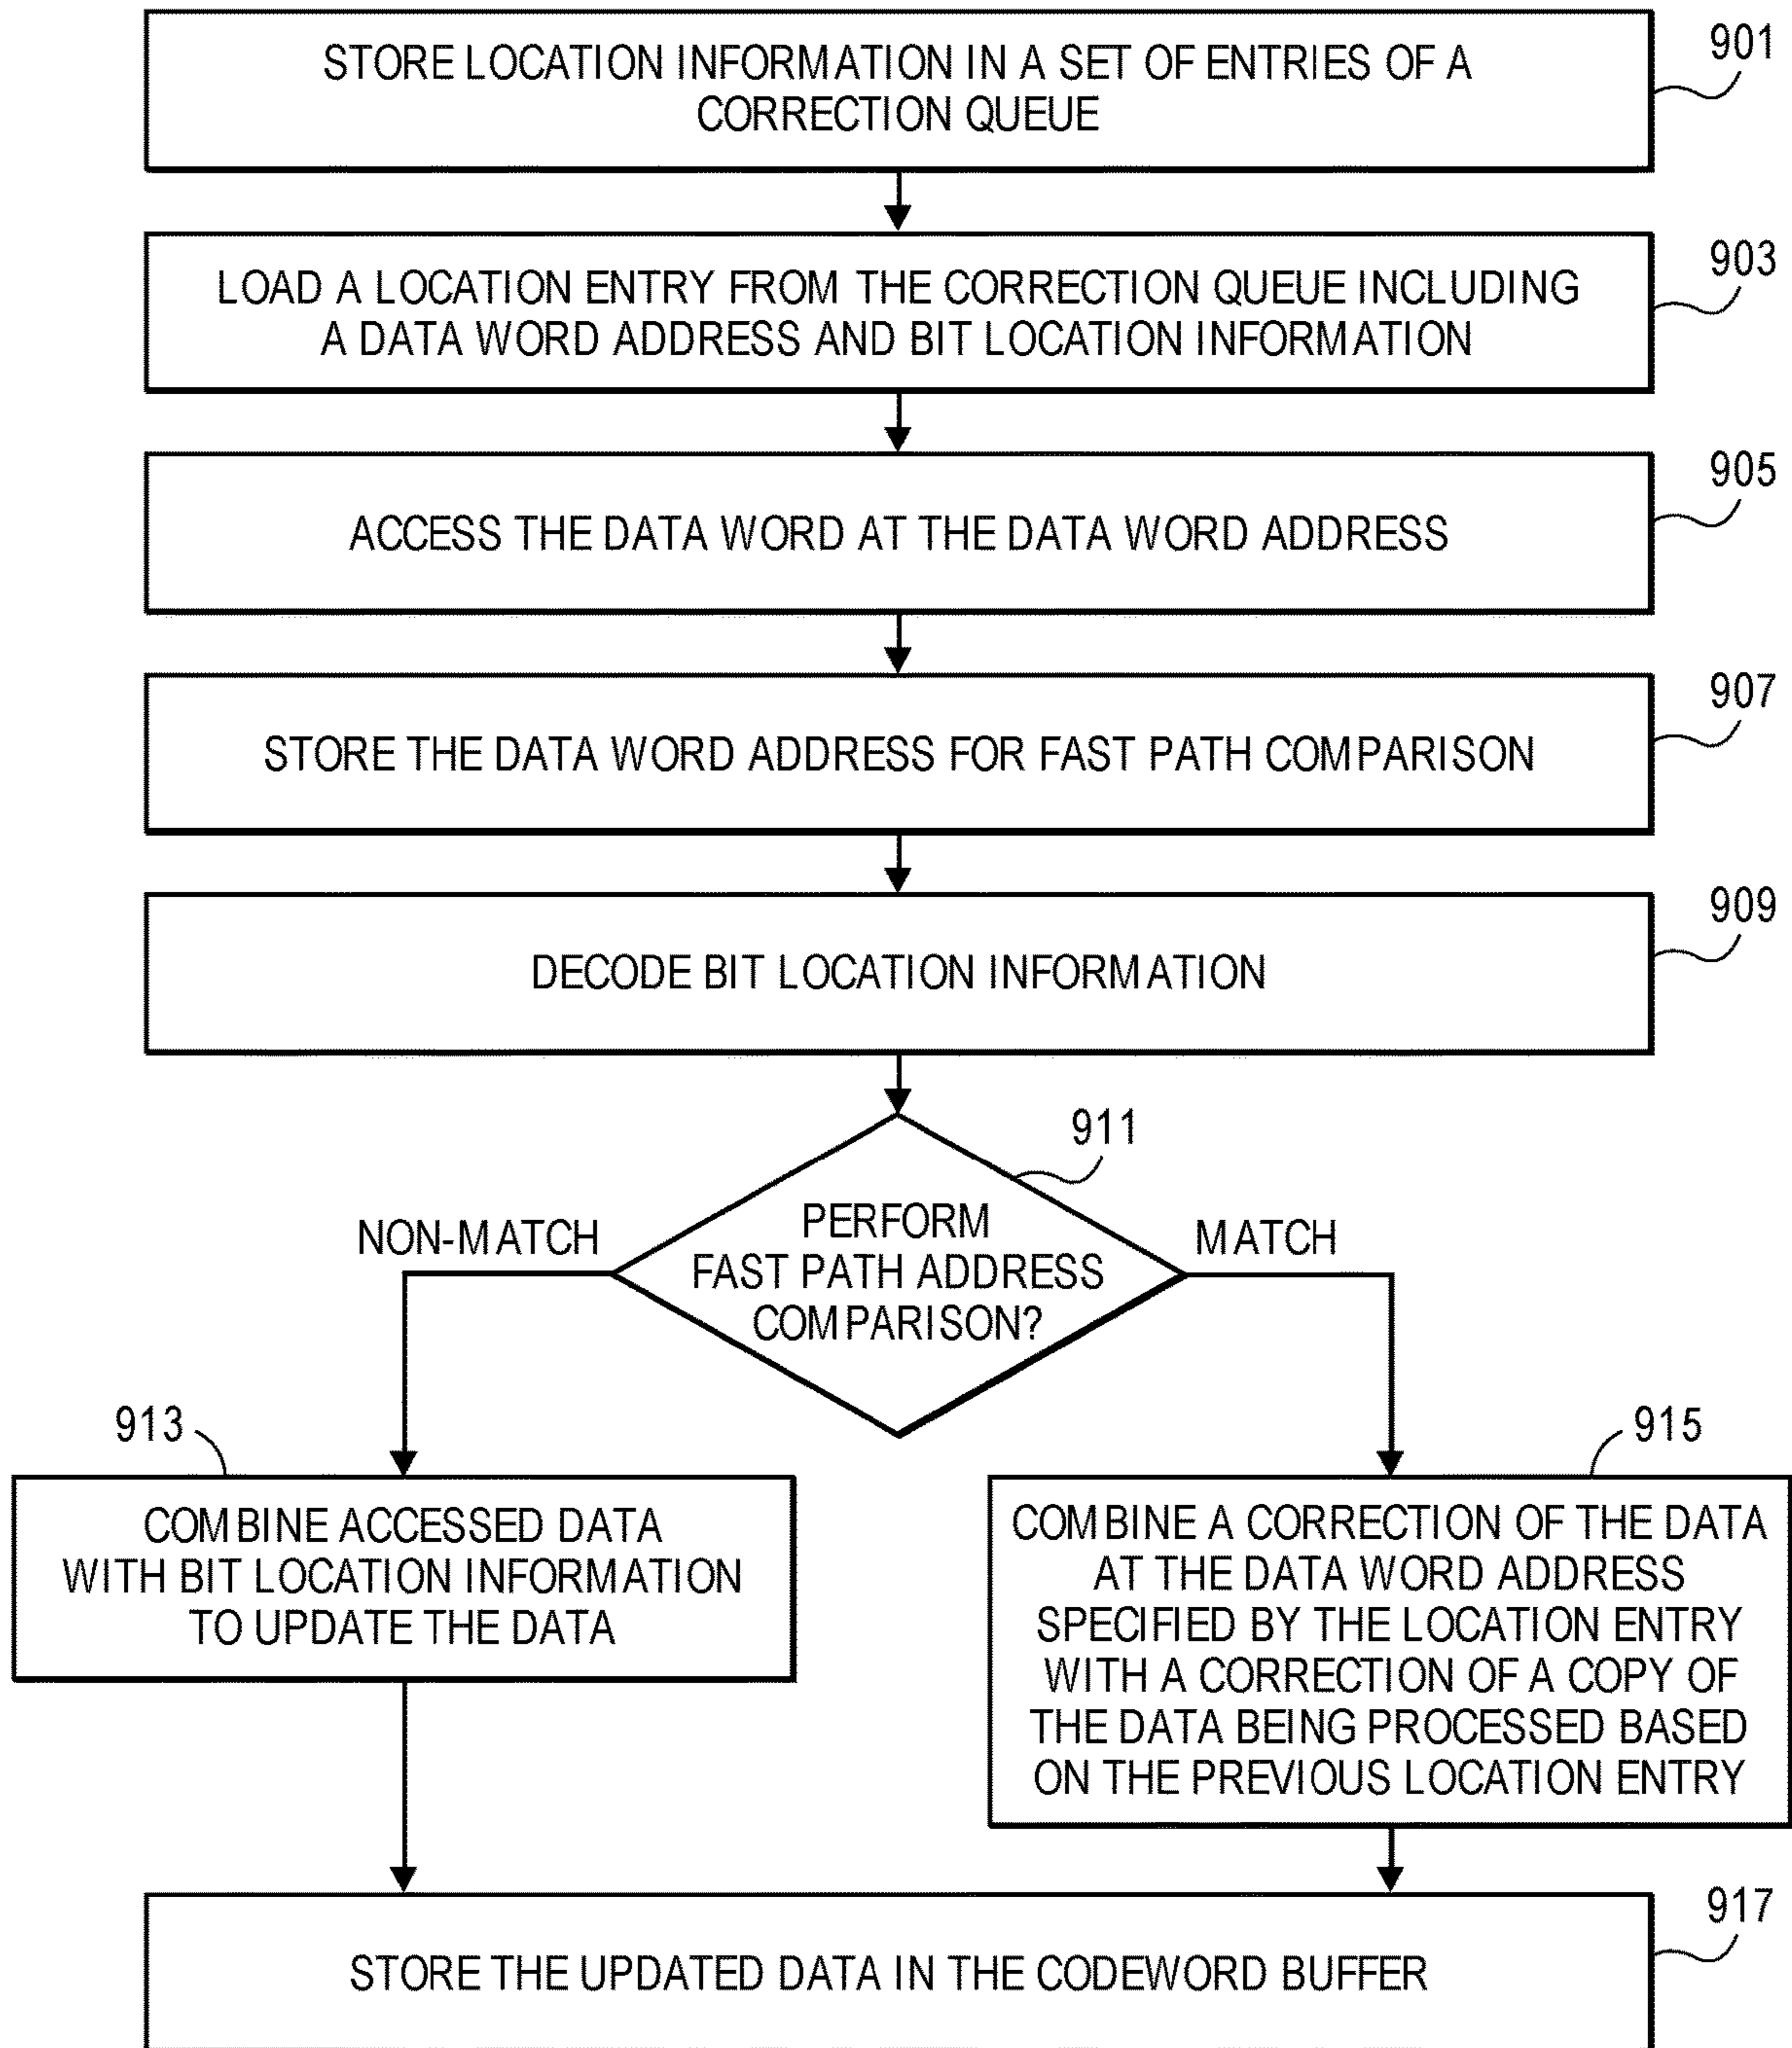 STORE LOCATION INFORMATION IN A SET OF ENTRIES OF A
CORRECTION QUEUE
901
LOAD A LOCATION ENTRY FROM THE CORRECTION QUEUE INCLUDING
A DATA WORD ADDRESS AND BIT LOCATION INFORMATION
903
ACCESS THE DATA WORD AT THE DATA WORD ADDRESS
905
STORE THE DATA WORD ADDRESS FOR FAST PATH COMPARISON
907
DECODE BIT LOCATION INFORMATION
909
911
PERFORM
FAST PATH ADDRESS
COMPARISON?
NON-MATCH
MATCH
913
COMBINE ACCESSED DATA
WITH BIT LOCATION INFORMATION
TO UPDATE THE DATA
915
COMBINE A CORRECTION OF THE DATA
AT THE DATA WORD ADDRESS
SPECIFIED BY THE LOCATION ENTRY
WITH A CORRECTION OF A COPY OF
THE DATA BEING PROCESSED BASED
ON THE PREVIOUS LOCATION ENTRY
STORE THE UPDATED DATA IN THE CODEWORD BUFFER
917